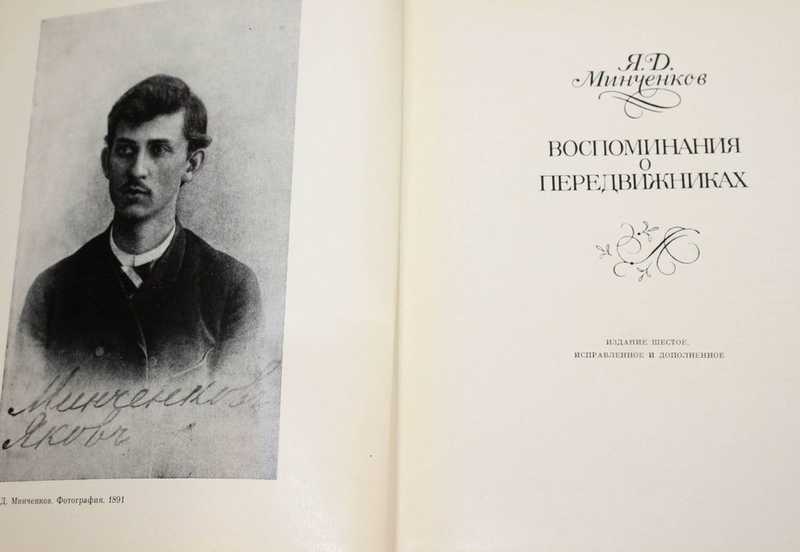 Минченковъ
Яковъ
Д. Минченков. Фотография. 1891
Я. Д.
Минченков
ВОСПОМИНАНИЯ
О
ПЕРЕДВИЖНИКАХ
ИЗДАНИЕ ШЕСТОЕ,
ИСПРАВЛЕННОЕ И ДОПОЛНЕННОЕ